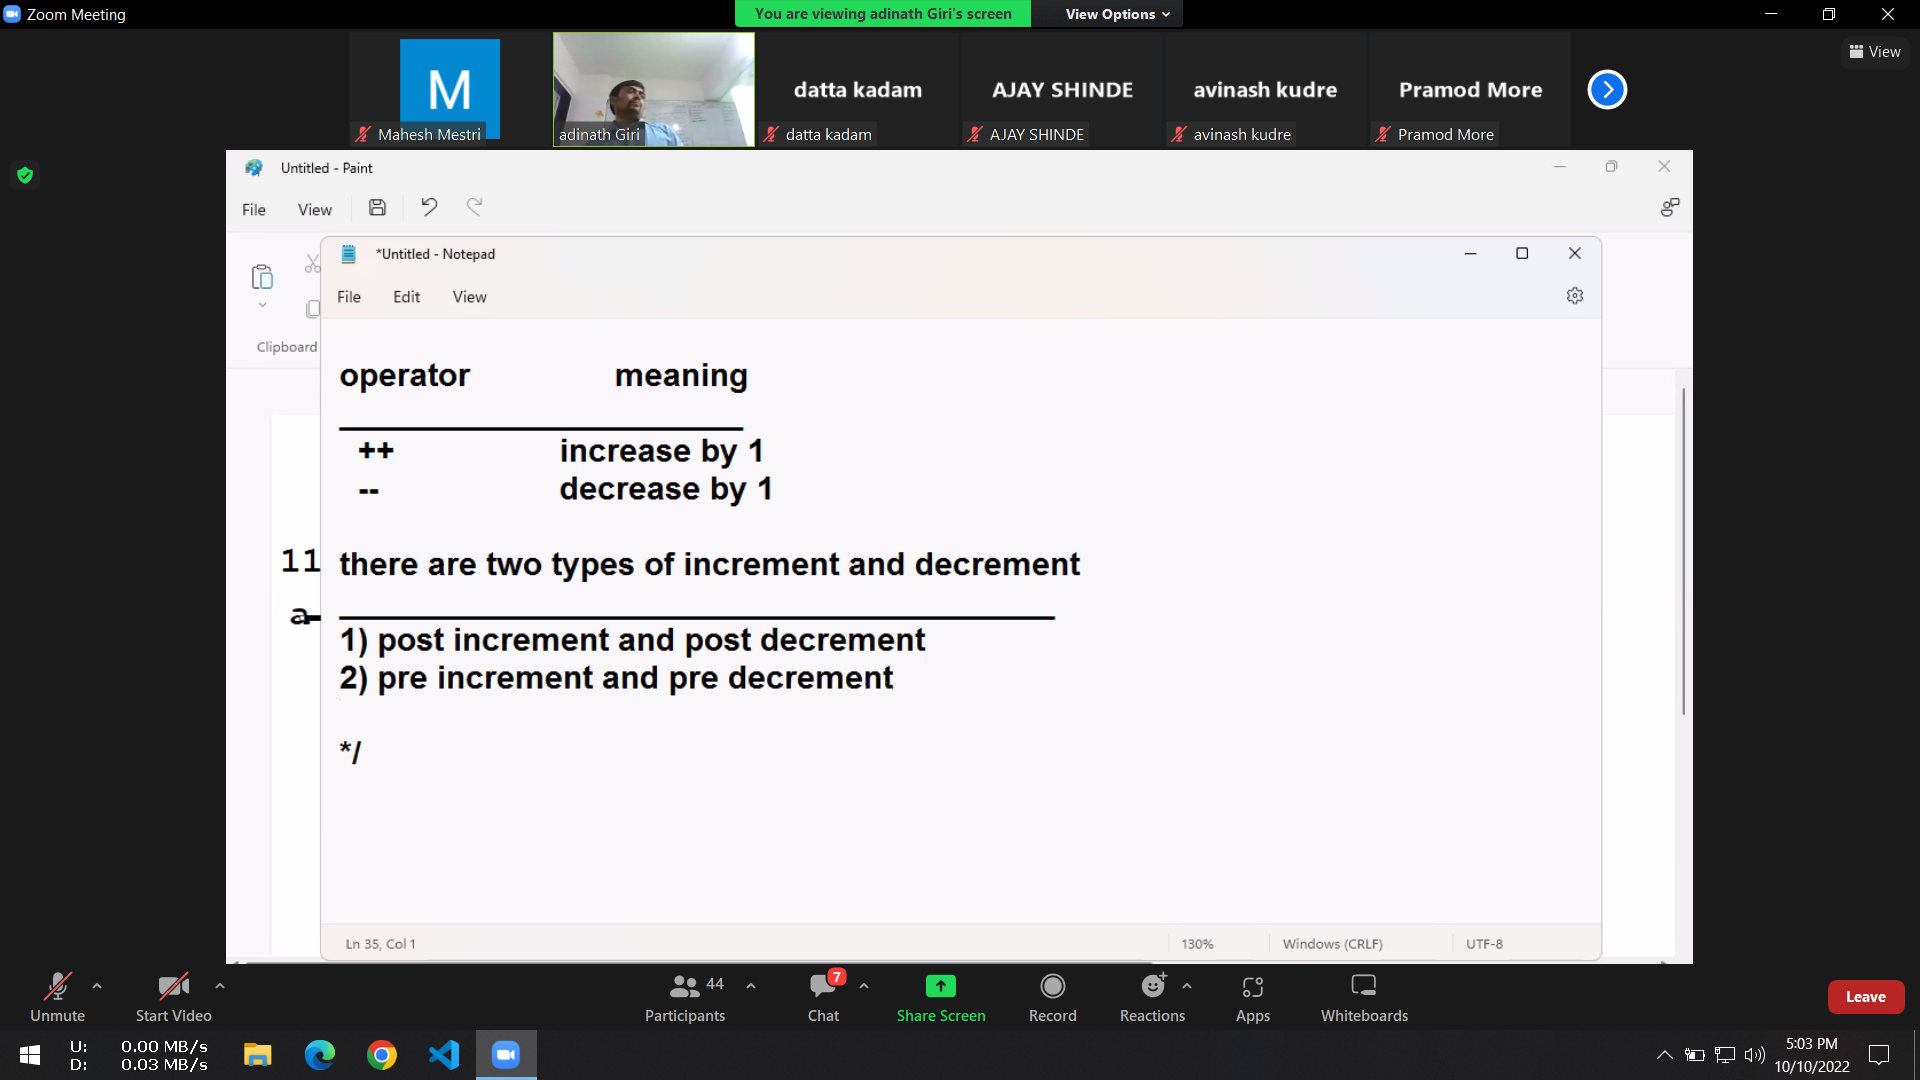 Zoom Meeting
You are viewing adinath Giri's screen
View Options
View
M
datta kadam
AJAY SHINDE
avinash kudre
Pramod More
Mahesh Mestri
adinath Giri
datta kadam
AJAY SHINDE
avinash kudre
Pramod More
Untitled - Paint
File View
Clipboard
*Untitled - Notepad
File Edit View
operator meaning
++ increase by 1
-- decrease by 1
there are two types of increment and decrement
1) post increment and post decrement
2) pre increment and pre decrement
*/
11
a
Ln 35, Col 1 130% Windows (CRLF) UTF-8
44
7
Unmute Start Video Participants Chat Share Screen Record Reactions Apps Whiteboards Leave
U: 0.00 MB/s
D: 0.03 MB/s
5:03 PM
10/10/2022